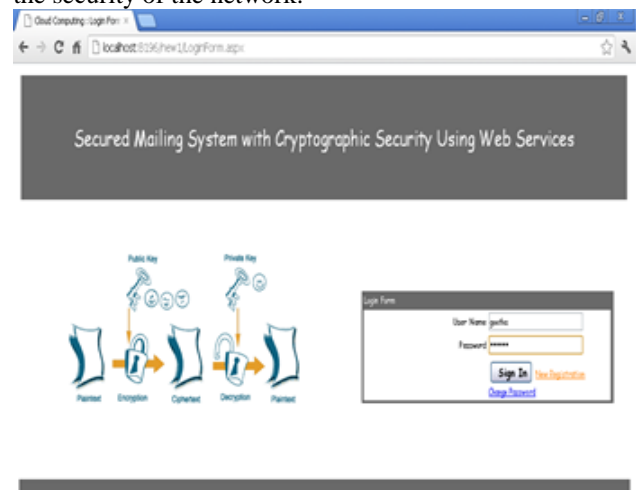 the security of the network.
Cloud Computing : Login For
localhost:8196/new1/LoginForm.aspx
Secured Mailing System with Cryptographic Security Using Web Services
Public Key
Private Key
Plaintext
Encryption
Ciphertext
Decryption
Plaintext
Login Form
User Name
Password
Sign In
New Registration
Change Password